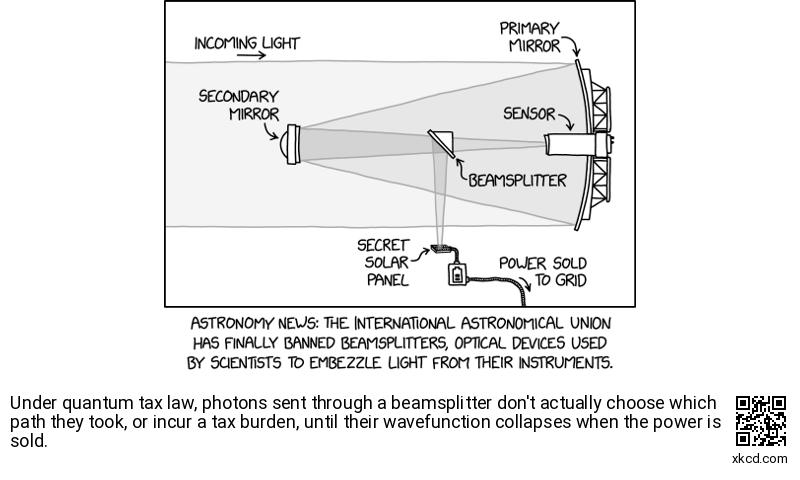 INCOMING LIGHT
PRIMARY
MIRROR
SECONDARY
MIRROR
SENSOR
BEAMSPLITTER
SECRET
SOLAR
PANEL
POWER SOLD
TO GRID
ASTRONOMY NEWS: THE INTERNATIONAL ASTRONOMICAL UNION
HAS FINALLY BANNED BEAMSPLITTERS, OPTICAL DEVICES USED
BY SCIENTISTS TO EMBEZZLE LIGHT FROM THEIR INSTRUMENTS.
Under quantum tax law, photons sent through a beamsplitter don't actually choose which
path they took, or incur a tax burden, until their wavefunction collapses when the power is
sold.
xkcd.com